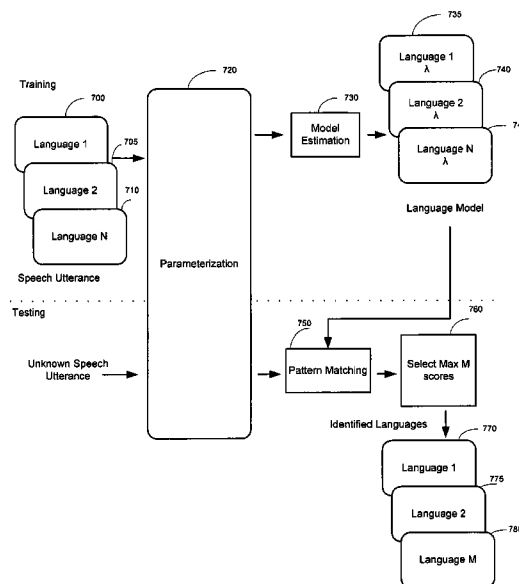 735
720
Language 1
λ
740
Training
700
730
Language 2
λ
Language 1
705
Model
Estimation
Language N
λ
Language 2
710
Language N
Language Model
Parameterization
Speech Utterance
Testing
760
750
Unknown Speech
Utterance
Pattern Matching
Select Max M
scores
Identified Languages
770
Language 1
775
Language 2
780
Language M